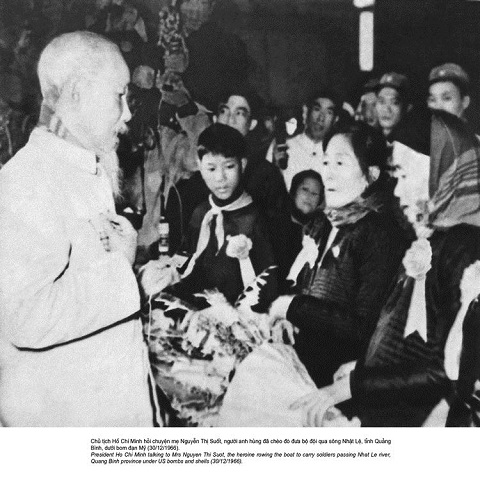 Chủ tịch Hồ Chí Minh hỏi chuyện mẹ Nguyễn Thị Suốt, người anh hùng đã chèo đò đưa bộ đội qua sông Nhật Lệ, tỉnh Quảng
Bình, dưới bom đạn Mỹ (30/12/1966).
President Ho Chi Minh talking to Mrs Nguyen Thi Suot, the heroine rowing the boat to carry soldiers passing Nhat Le river,
Quang Binh province under US bombs and shells (30/12/1966).